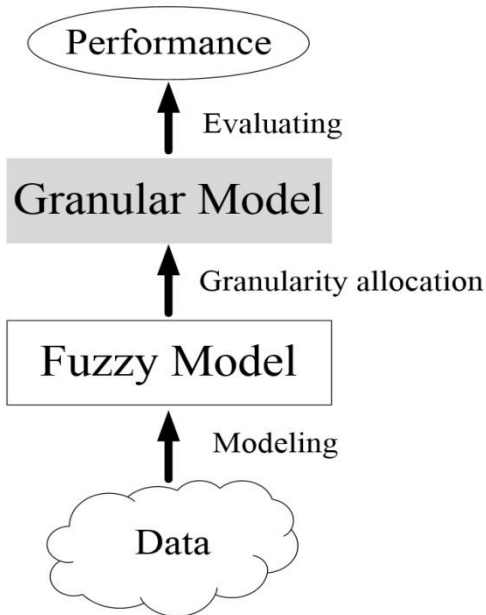 Performance
Evaluating
Granular Model
Granularity allocation
Fuzzy Model
Modeling
Data